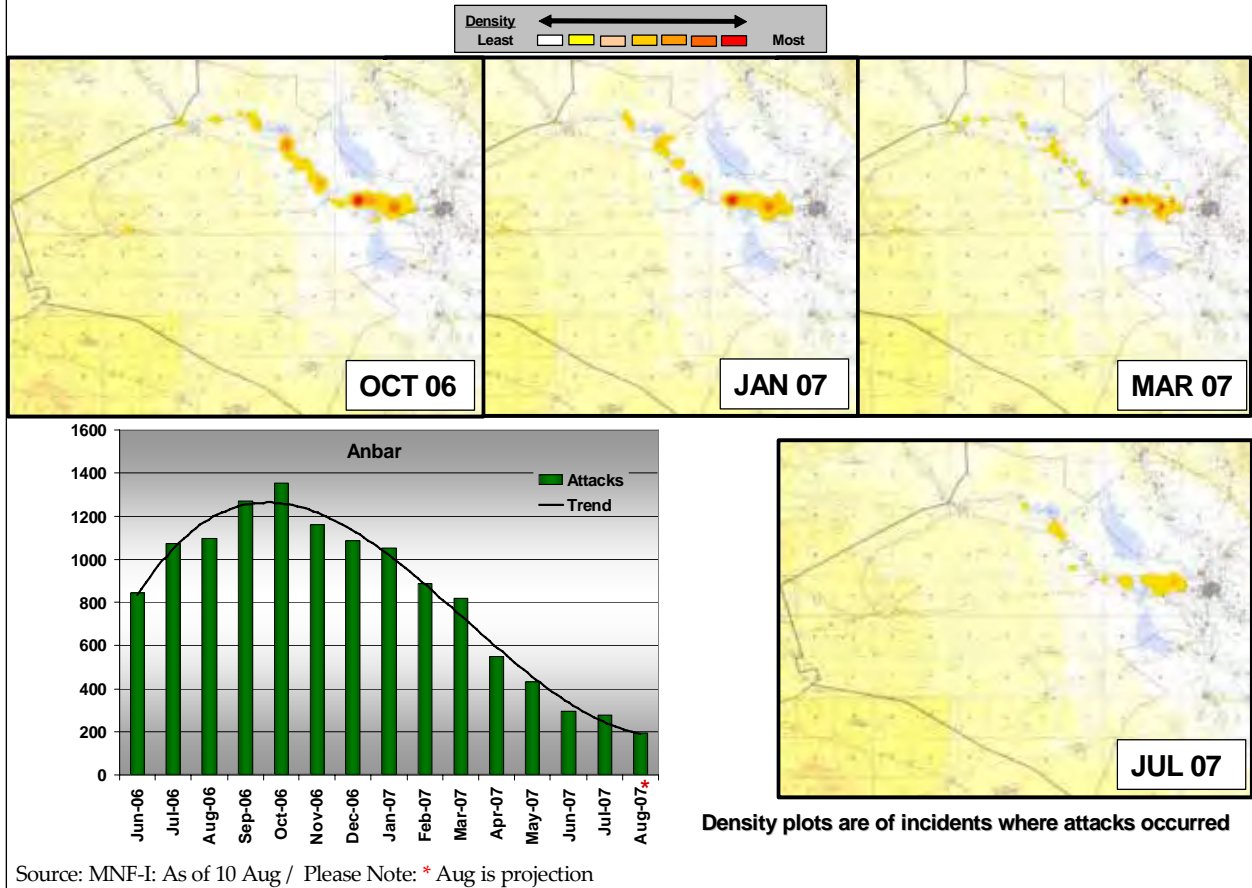 Density
Least Most
OCT 06
JAN 07
MAR 07
1600
1400
1200
1000
800
600
400
200
0
Anbar
Attacks
Trend
Jun-06
Jul-06
Aug-06
Sep-06
Oct-06
Nov-06
Dec-06
Jan-07
Feb-07
Mar-07
Apr-07
May-07
Jun-07
Jul-07
Aug-07*
JUL 07
Density plots are of incidents where attacks occurred
Source: MNF-I: As of 10 Aug / Please Note: * Aug is projection